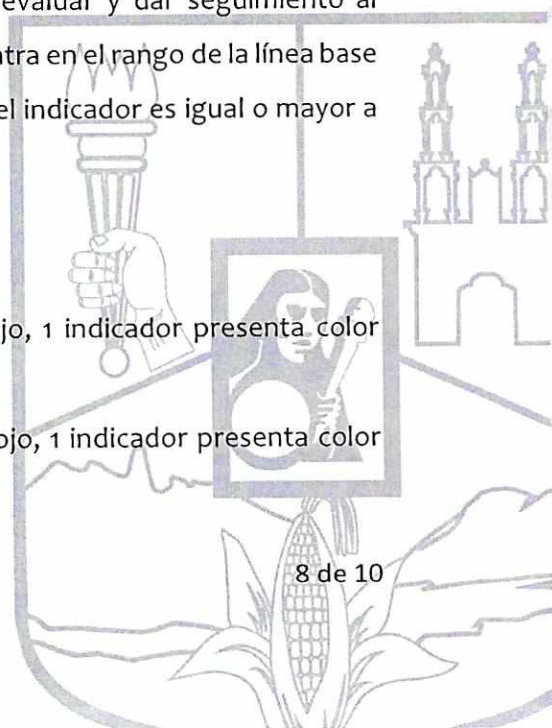 evaluar y dar seguimiento al
ntra en el rango de la línea base
el indicador es igual o mayor a
jo, 1 indicador presenta color
ojo, 1 indicador presenta color
8 de 10